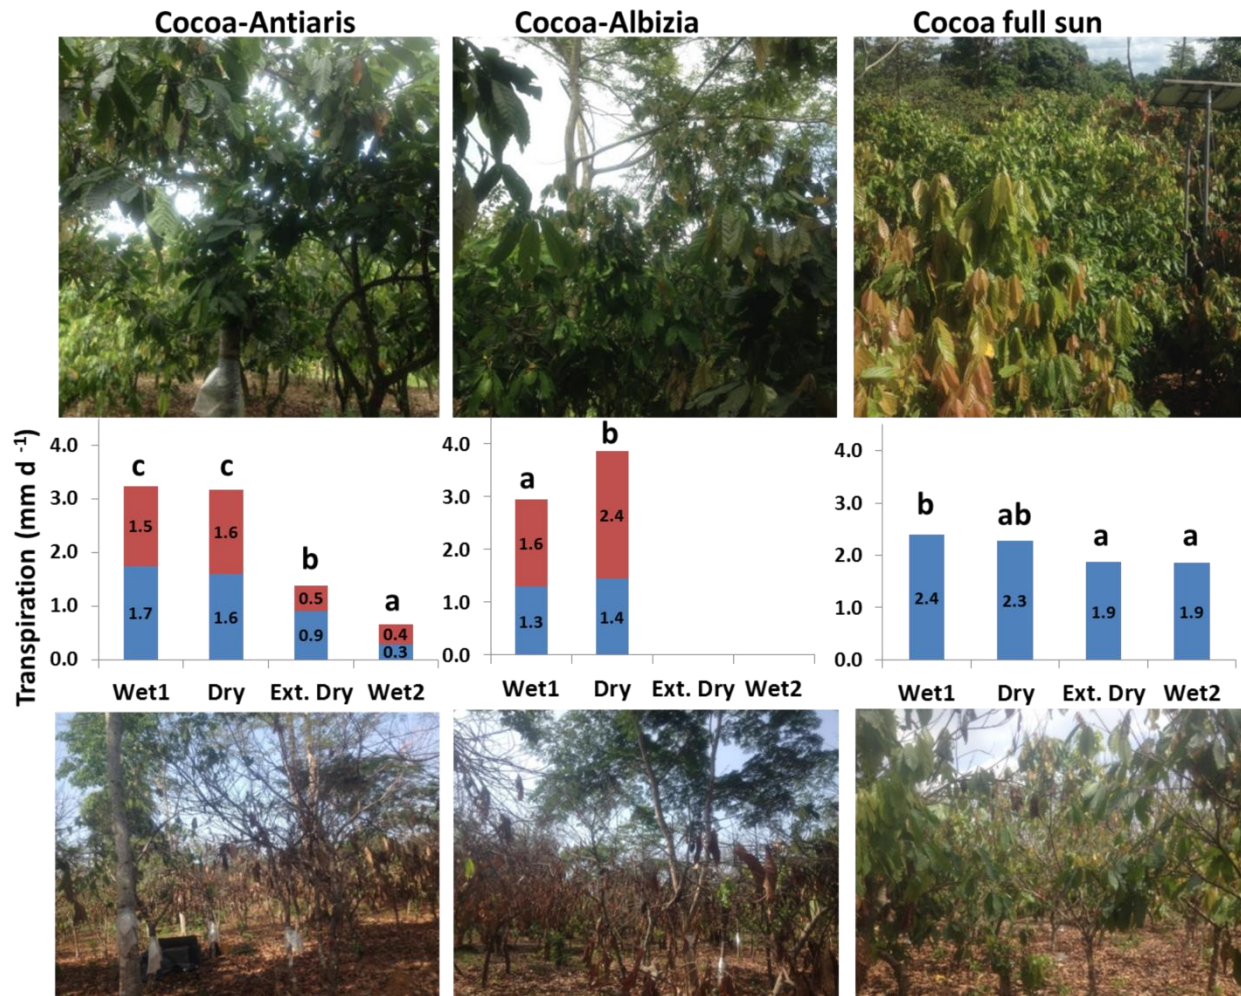 Cocoa-Antiaris
Cocoa-Albizia
Cocoa full sun
Transpiration (mm d -1)
4.0
3.0
2.0
1.0
0.0
c
c
b
a
1.5
1.7
1.6
1.6
0.5
0.9
0.4
0.3
Wet1 Dry Ext. Dry Wet2
4.0
3.0
2.0
1.0
0.0
a
b
1.6
1.3
2.4
1.4
Wet1 Dry Ext. Dry Wet2
4.0
3.0
2.0
1.0
0.0
b
ab
a
a
2.4
2.3
1.9
1.9
Wet1 Dry Ext. Dry Wet2